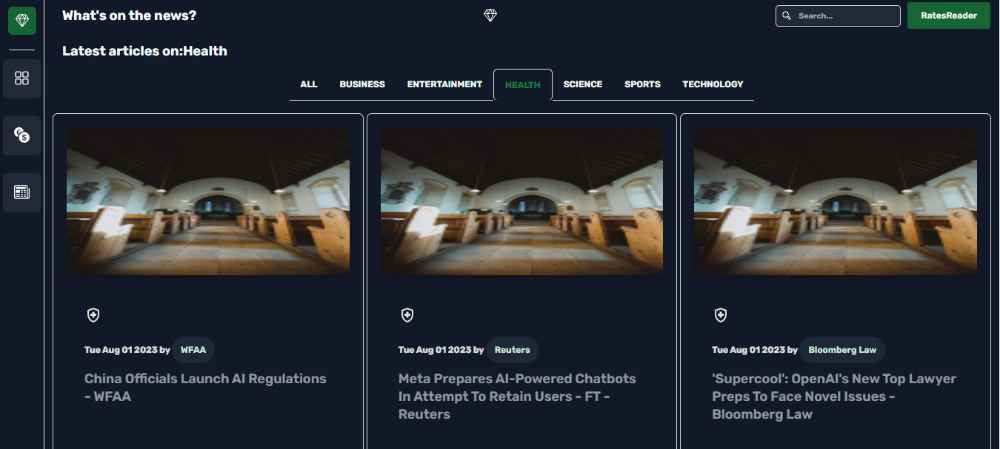 What's on the news?
Search...
RatesReader
Latest articles on:Health
ALL BUSINESS ENTERTAINMENT HEALTH SCIENCE SPORTS TECHNOLOGY
Tue Aug 01 2023 by WFAA
China Officials Launch AI Regulations
- WFAA
Tue Aug 01 2023 by Reuters
Meta Prepares AI-Powered Chatbots
In Attempt To Retain Users - FT -
Reuters
Tue Aug 01 2023 by Bloomberg Law
'Supercool': OpenAI's New Top Lawyer
Preps To Face Novel Issues -
Bloomberg Law